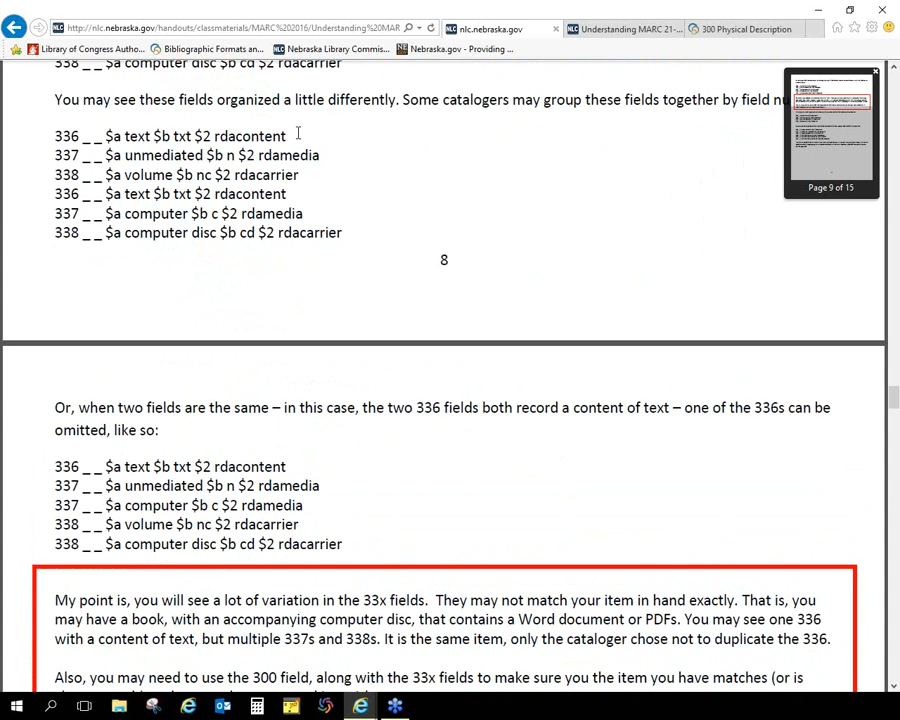 http://nlc.nebraska.gov/handouts/classmaterials/MARC%202016/Understanding%20MAR
nlc.nebraska.gov
Understanding MARC 21-...
300 Physical Description
Library of Congress Autho...
Bibliographic Formats an...
Nebraska Library Commis...
Nebraska.gov - Providing ...
338 _ _ $a computer disc $b cd $2 rdacarrier
You may see these fields organized a little differently. Some catalogers may group these fields together by field nu
336 _ _ $a text $b txt $2 rdacontent
337 _ _ $a unmediated $b n $2 rdamedia
338 _ _ $a volume $b nc $2 rdacarrier
336 _ _ $a text $b txt $2 rdacontent
337 _ _ $a computer $b c $2 rdamedia
338 _ _ $a computer disc $b cd $2 rdacarrier
8
Page 9 of 15
Or, when two fields are the same – in this case, the two 336 fields both record a content of text – one of the 336s can be
omitted, like so:
336 _ _ $a text $b txt $2 rdacontent
337 _ _ $a unmediated $b n $2 rdamedia
337 _ _ $a computer $b c $2 rdamedia
338 _ _ $a volume $b nc $2 rdacarrier
338 _ _ $a computer disc $b cd $2 rdacarrier
My point is, you will see a lot of variation in the 33x fields. They may not match your item in hand exactly. That is, you
may have a book, with an accompanying computer disc, that contains a Word document or PDFs. You may see one 336
with a content of text, but multiple 337s and 338s. It is the same item, only the cataloger chose not to duplicate the 336.
Also, you may need to use the 300 field, along with the 33x fields to make sure you the item you have matches (or is